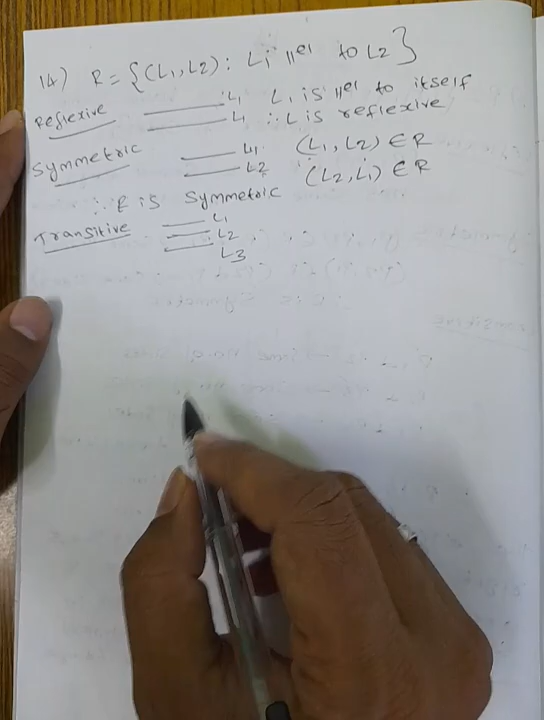 14) R = {(L1, L2) : L1 ||el to L2}
Reflexive L1 L1 is ||el to itself
L1 ∴ L is reflexive
Symmetric L1 (L1, L2) ∈ R
L2 (L2, L1) ∈ R
∴ R is Symmetric
Transitive L1
L2
L3